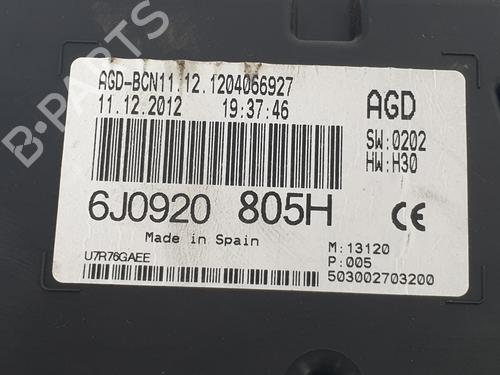 AGD-BCN11.12.1204066927
11.12.2012 19:37:46
AGD
SW:0202
HW:H30
6J0920 805H
Made in Spain
CE
U7R76GAEE
M:13120
P:005
503002703200
B-PARTS